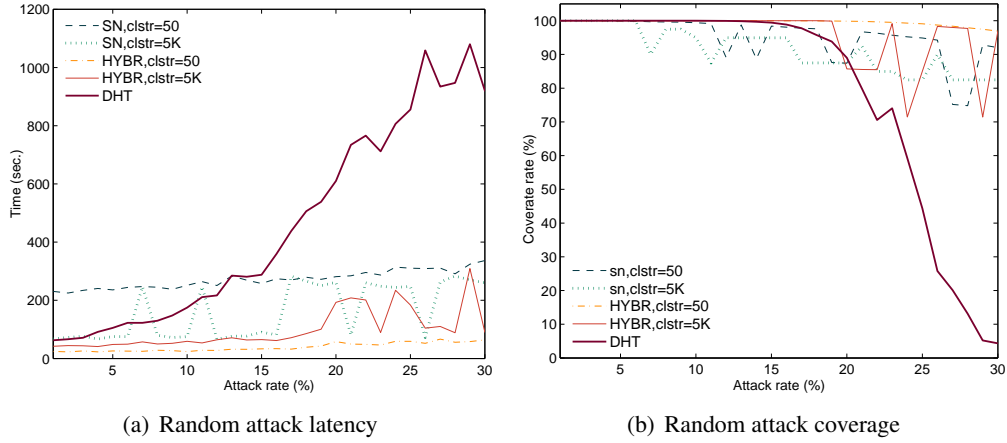 1200
1000
800
600
400
200
0
Time (sec.)
SN,clstr=50
SN,clstr=5K
HYBR,clstr=50
HYBR,clstr=5K
DHT
5 10 15 20 25 30
Attack rate (%)
(a) Random attack latency
100
90
80
70
60
50
40
30
20
10
0
Coverate rate (%)
sn,clstr=50
sn,clstr=5K
HYBR,clstr=50
HYBR,clstr=5K
DHT
5 10 15 20 25 30
Attack rate (%)
(b) Random attack coverage